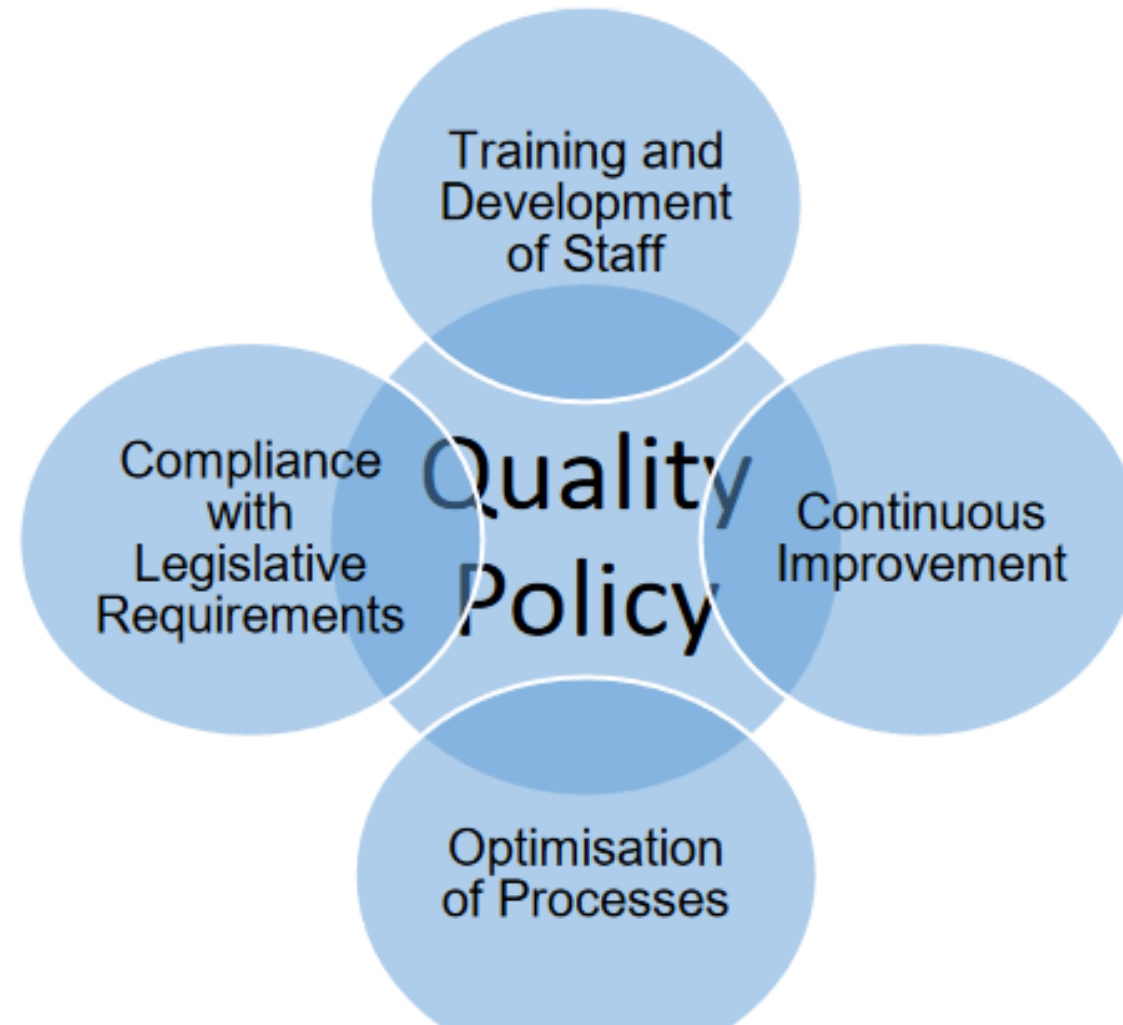 Training and
Development
of Staff
Compliance
with
Legislative
Requirements
Quality
Policy
Continuous
Improvement
Optimisation
of Processes